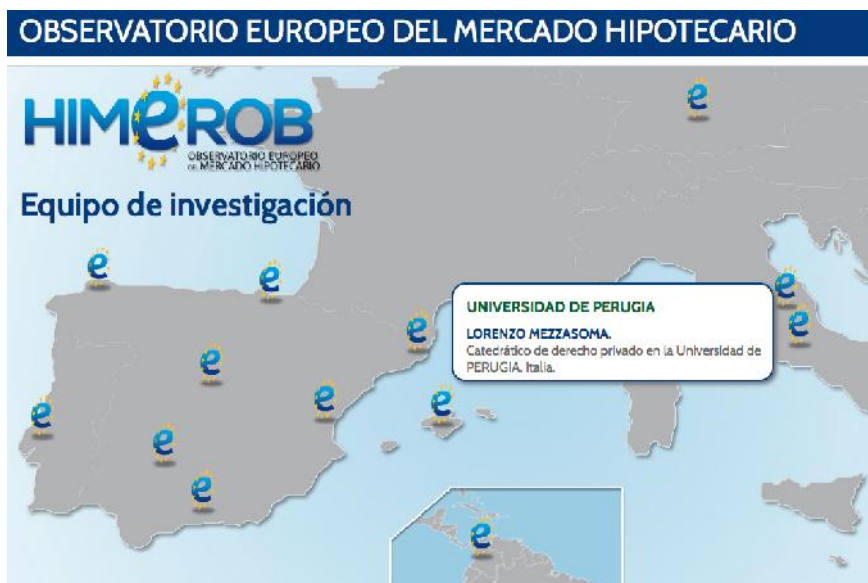 OBSERVATORIO EUROPEO DEL MERCADO HIPOTECARIO
HIMEROB
OBSERVATORIO EUROPEO
DEL MERCADO HIPOTECARIO
Equipo de investigación
UNIVERSIDAD DE PERUGIA
LORENZO MEZZASOMA.
Catedrático de derecho privado en la Universidad de
PERUGIA. Italia.